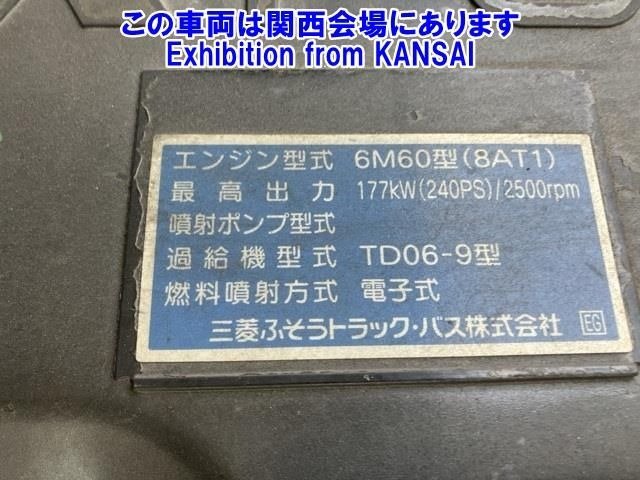 この車両は関西会場にあります
Exhibition from KANSAI
エンジン型式 6M60型(8AT1)
最高出力 177kW(240PS)/2500rpm
噴射ポンプ型式
過給機型式 TD06-9型
燃料噴射方式 電子式
三菱ふそうトラック・バス株式会社 EG